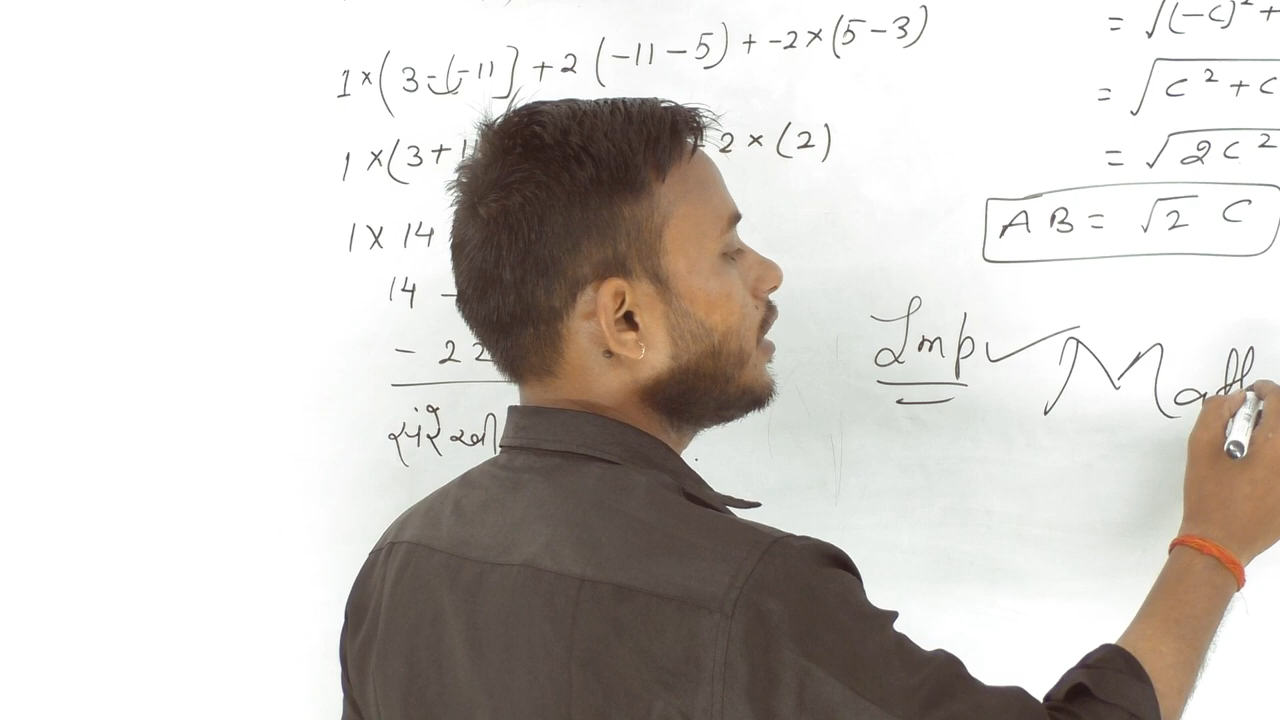 1×(3-(-11] +2 (-11-5) + -2×(5-3)
1×(3+1 2×(2)
1×14
14 -
-22
= √(-c)² +
= √c² + c
= √2c²
AB = √2 c
Imp ✓ Math